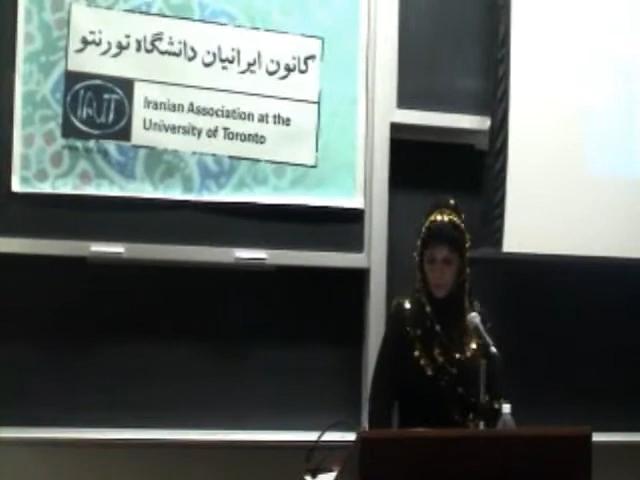 کانون ایرانیان دانشگاه تورنتو
IAUT
Iranian Association at the
University of Toronto